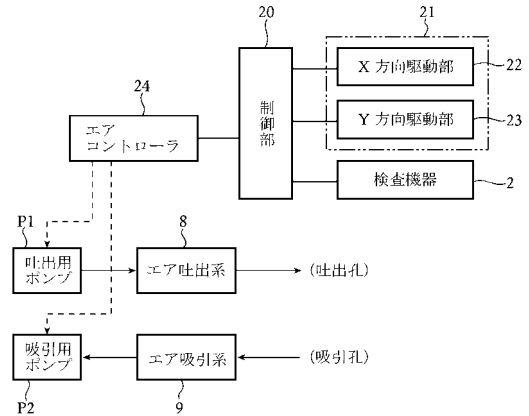 20
21
X 方向駆動部
22
24
エア
コントローラ
制御部
Y 方向駆動部
23
検査機器
2
P1
8
吐出用
ポンプ
エア吐出系
(吐出孔)
吸引用
ポンプ
エア吸引系
(吸引孔)
P2
9